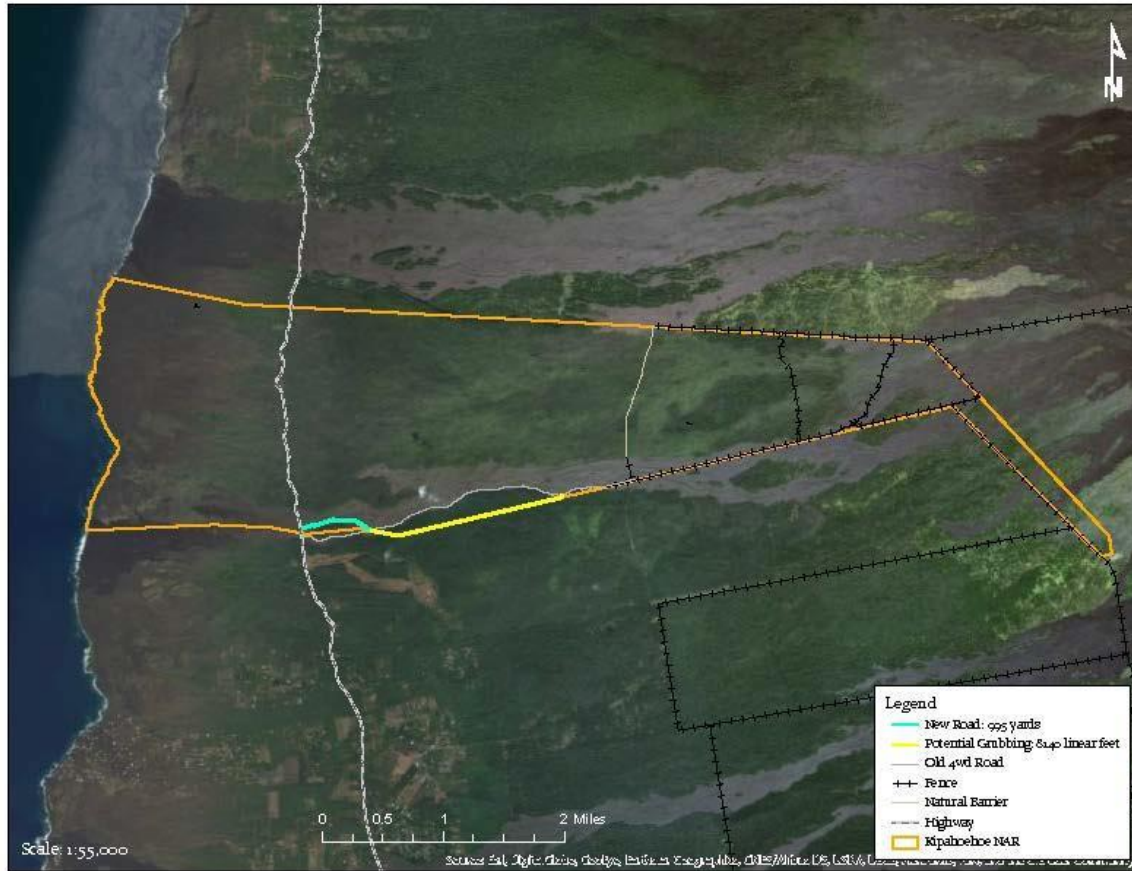 N
Legend
New Road: 995 yards
Potential Grubbing: 8140 linear feet
Old 4wd Road
Fence
Natural Barrier
Highway
Kipahoehoe NAR
0 0.5 1 2 Miles
Scale: 1:55,000